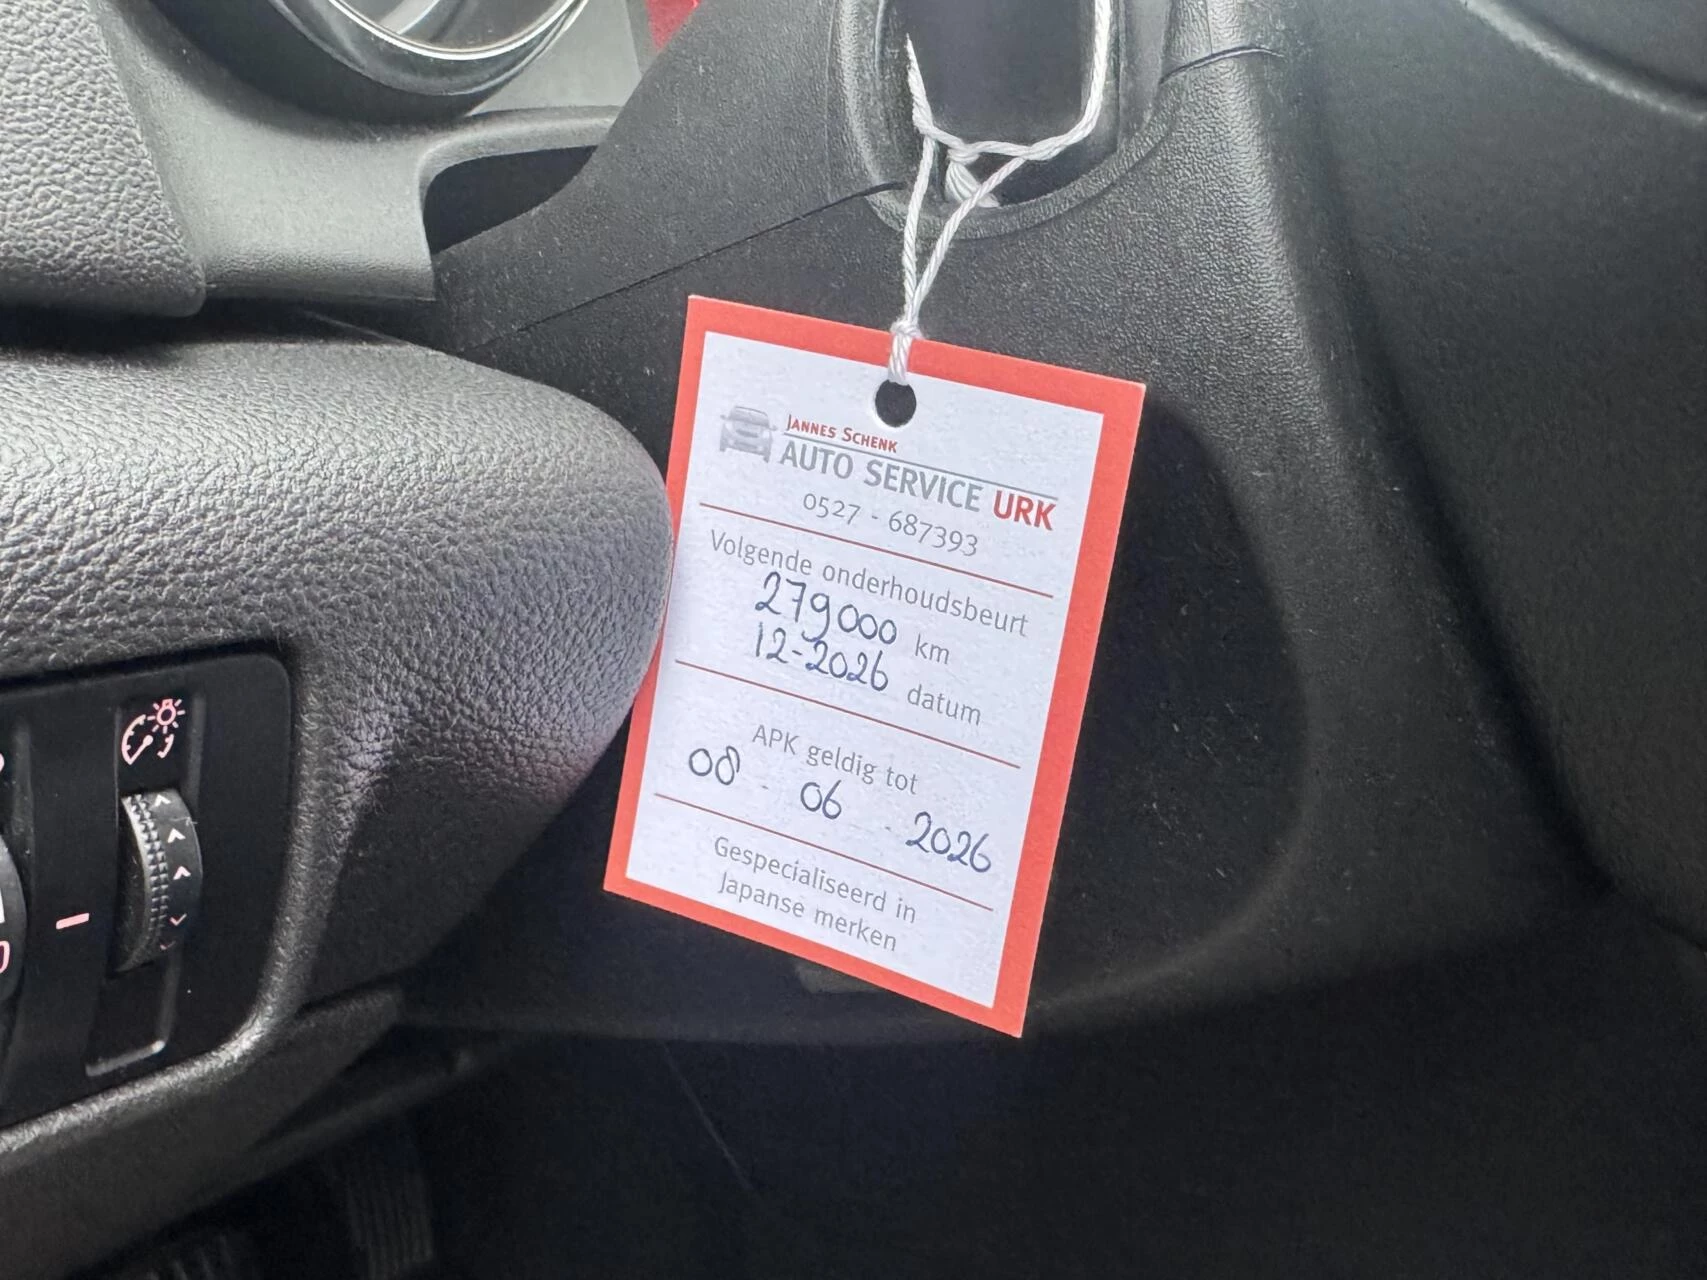 JANNES SCHENK
AUTO SERVICE URK
0527 - 687393
Volgende onderhoudsbeurt
279000 km
12-2026 datum
APK geldig tot
08 - 06 - 2026
Gespecialiseerd in
Japanse merken